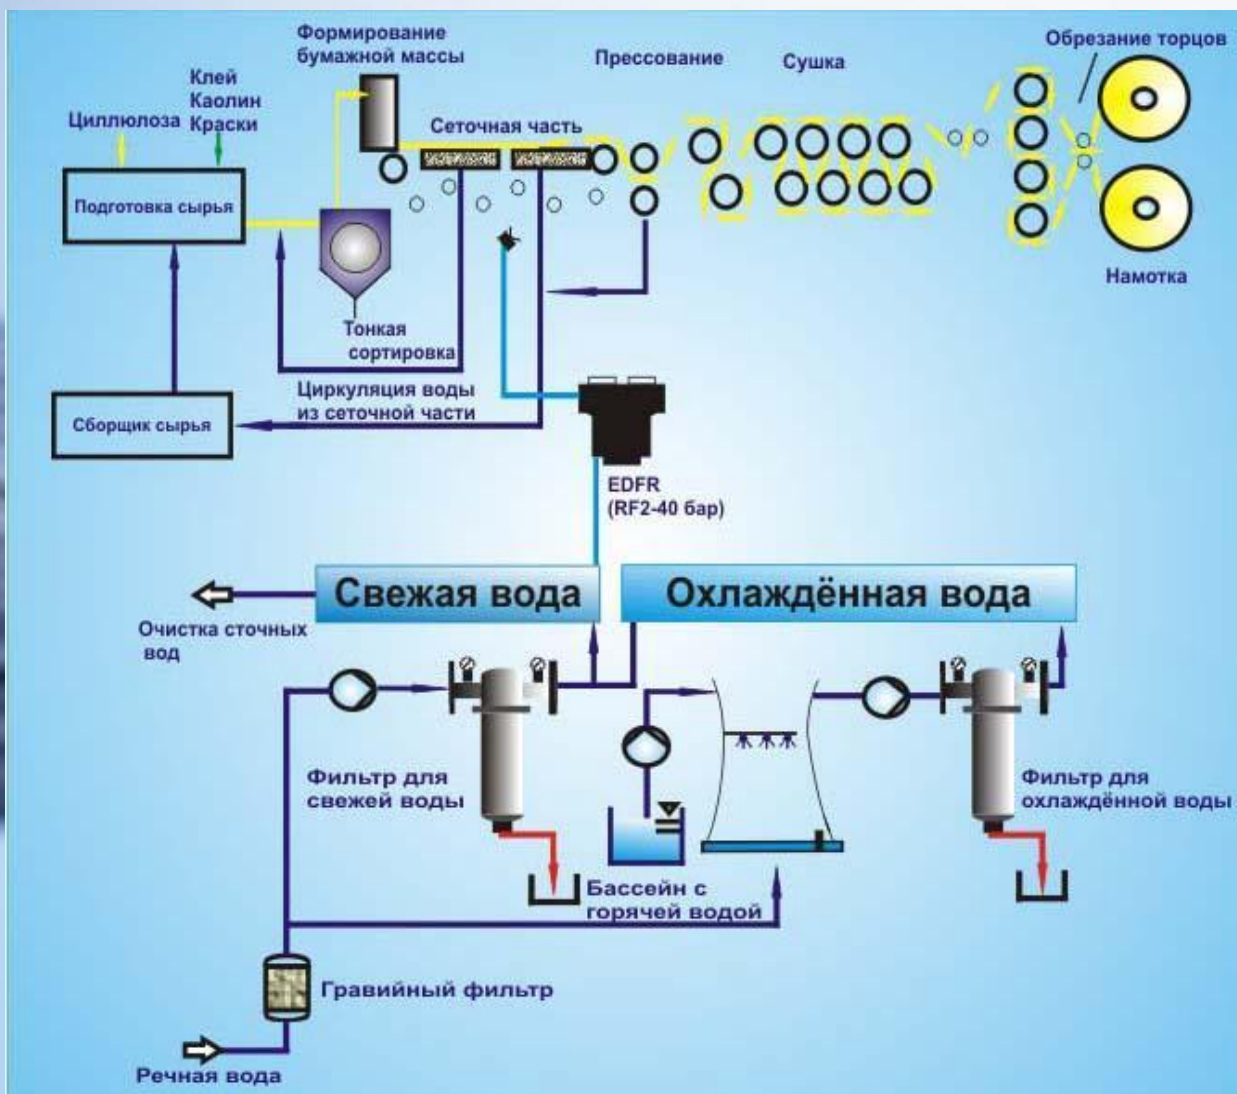 Формирование
бумажной массы
Прессование
Сушка
Обрезание торцов
Клей
Каолин
Краски
Циллюлоза
Сеточная часть
Подготовка сырья
Намотка
Тонкая
сортировка
Циркуляция воды
из сеточной части
Сборщик сырья
EDFR
(RF2-40 бар)
Свежая вода
Охлаждённая вода
Очистка сточных
вод
Фильтр для
свежей воды
Фильтр для
охлаждённой воды
Бассейн с
горячей водой
Гравийный фильтр
Речная вода